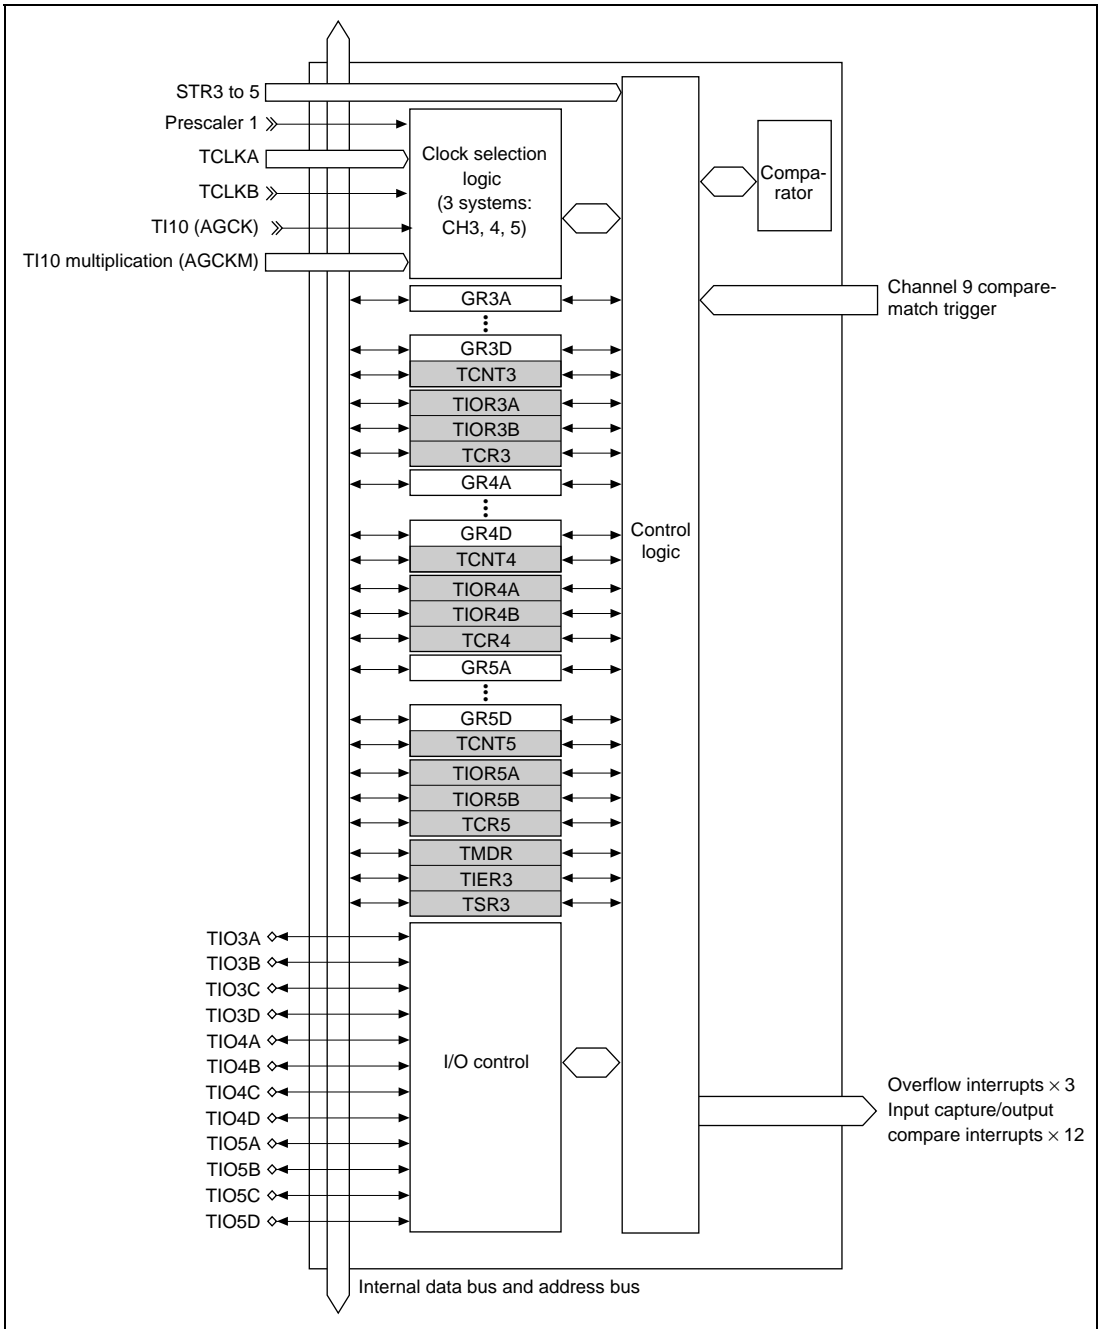 STR3 to 5
Prescaler 1
TCLKA
TCLKB
TI10 (AGCK)
TI10 multiplication (AGCKM)
Clock selection
logic
(3 systems:
CH3, 4, 5)
Compa-
rator
Channel 9 compare-
match trigger
GR3A
GR3D
TCNT3
TIOR3A
TIOR3B
TCR3
GR4A
GR4D
TCNT4
TIOR4A
TIOR4B
TCR4
GR5A
GR5D
TCNT5
TIOR5A
TIOR5B
TCR5
TMDR
TIER3
TSR3
Control
logic
TIO3A
TIO3B
TIO3C
TIO3D
TIO4A
TIO4B
TIO4C
TIO4D
TIO5A
TIO5B
TIO5C
TIO5D
I/O control
Overflow interrupts × 3
Input capture/output
compare interrupts × 12
Internal data bus and address bus